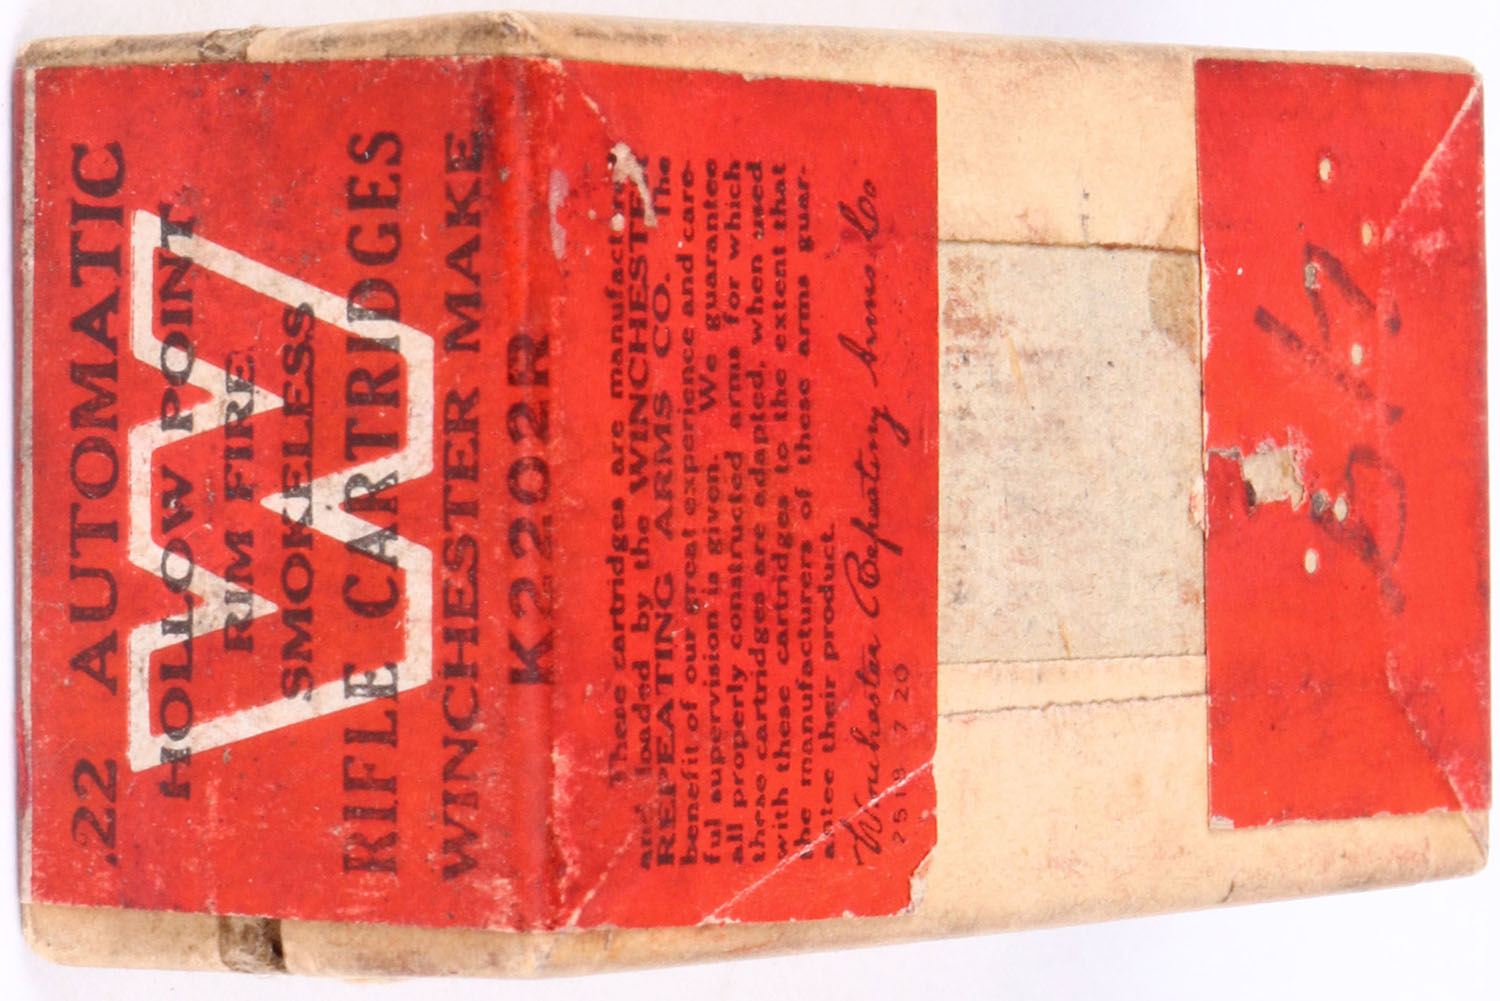 .22 AUTOMATIC
W
HOLLOW POINT
RIM FIRE
SMOKELESS
RIFLE CARTRIDGES
WINCHESTER MAKE
K2202R
These cartridges are manufactured
and loaded by the WINCHESTER
REPEATING ARMS CO. The
benefit of our great experience and care-
ful supervision is given. We guarantee
all properly constructed arms for which
these cartridges are adapted, when used
with these cartridges to the extent that
the manufacturers of these arms guar-
antee their product.
Winchester Repeating Arms Co.
7518 7 20